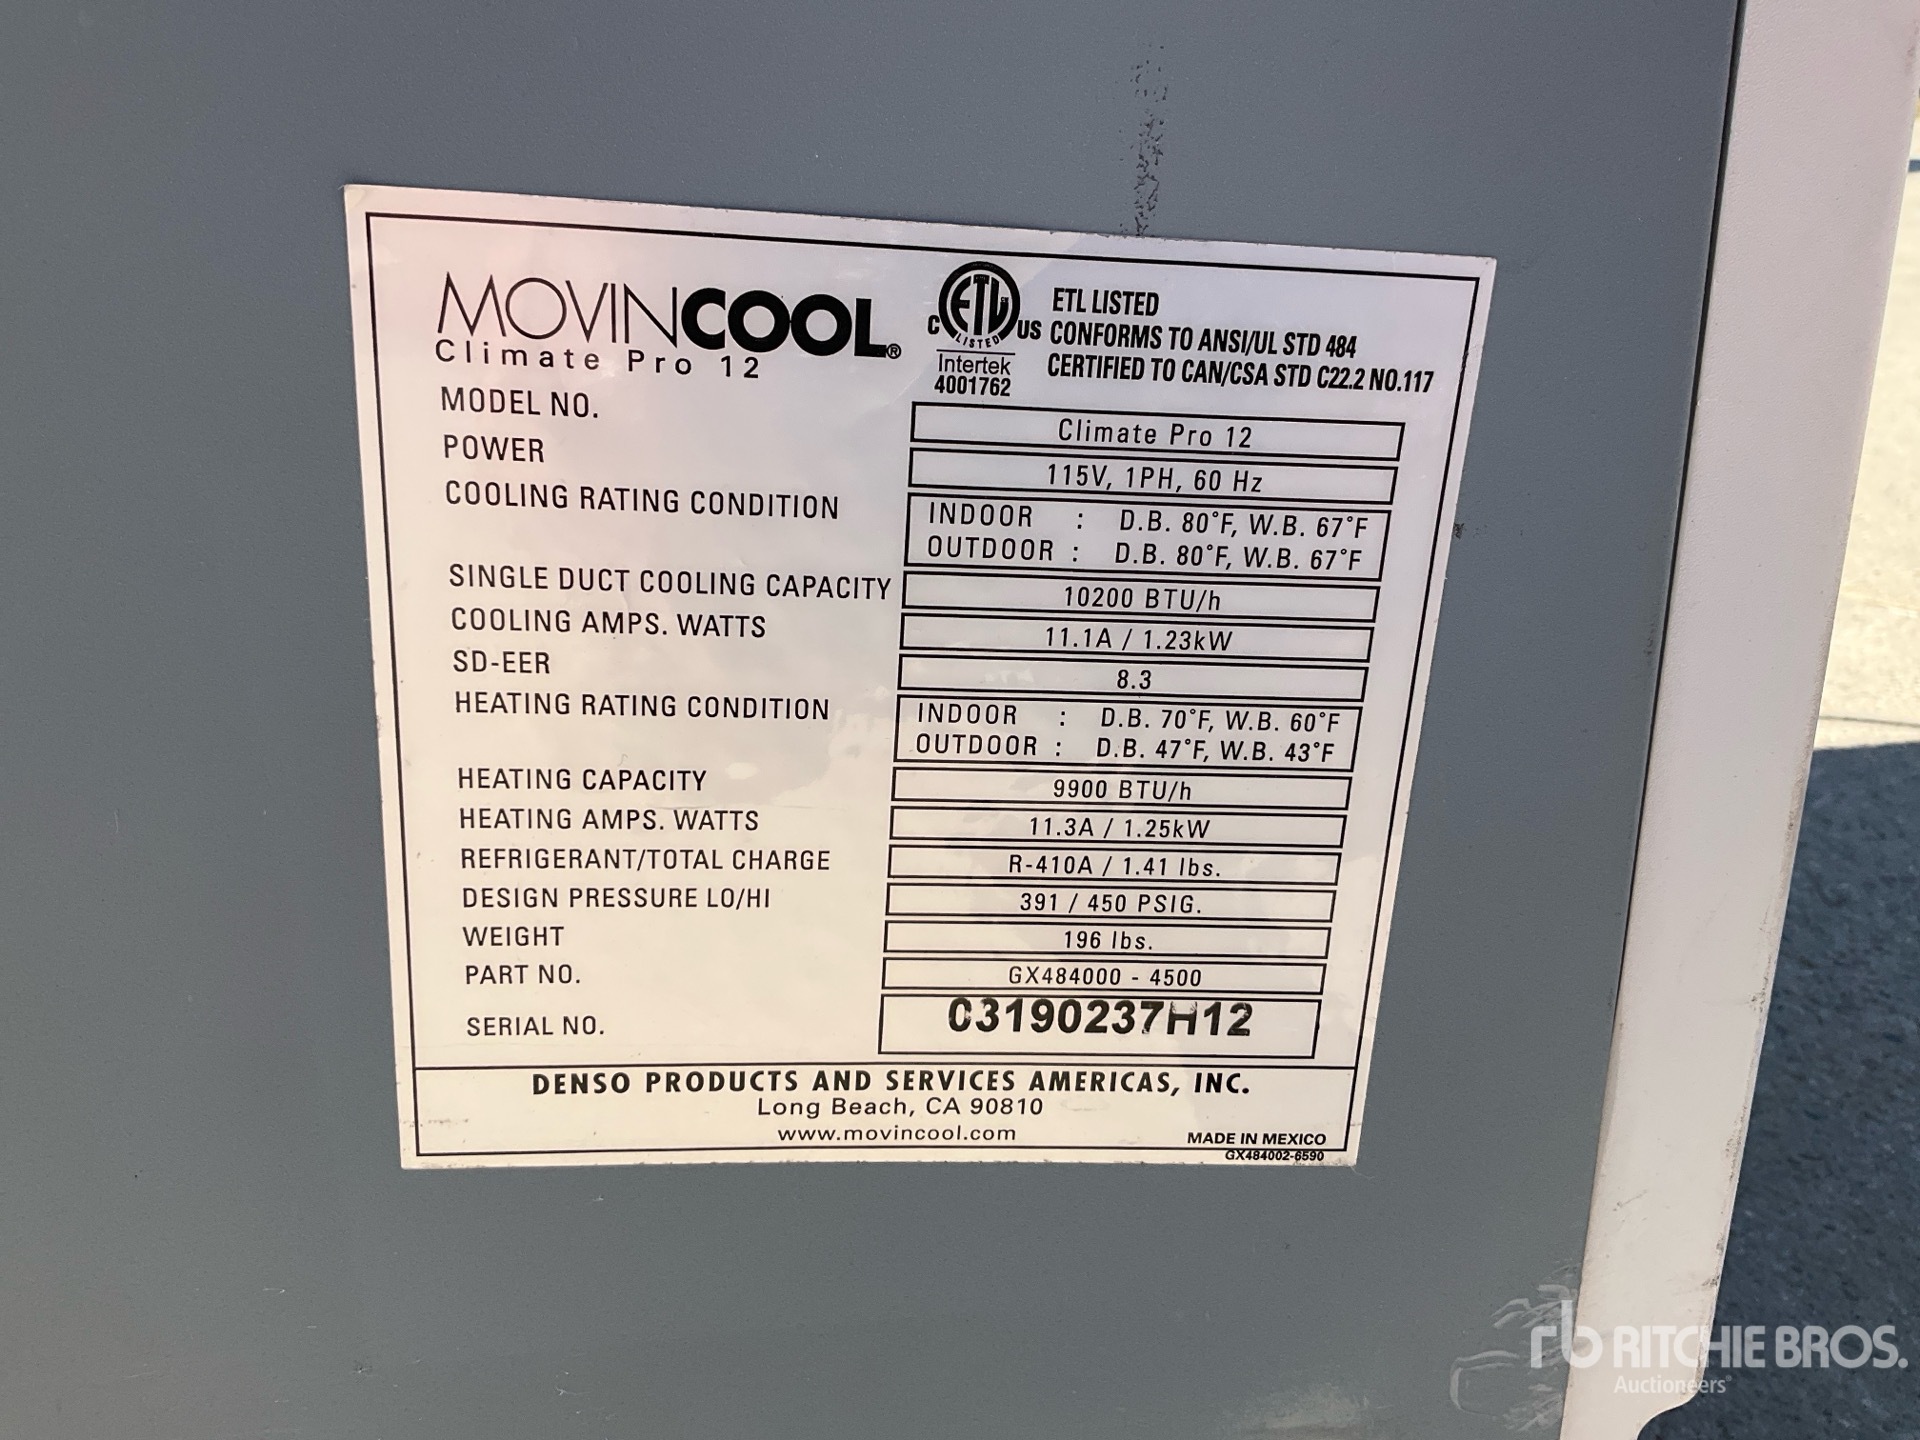 MOVINCOOL®
Climate Pro 12
C ETL LISTED US
Intertek
4001762
ETL LISTED
CONFORMS TO ANSI/UL STD 484
CERTIFIED TO CAN/CSA STD C22.2 NO.117
MODEL NO. Climate Pro 12
POWER 115V, 1PH, 60 Hz
COOLING RATING CONDITION INDOOR : D.B. 80°F, W.B. 67°F
OUTDOOR : D.B. 80°F, W.B. 67°F
SINGLE DUCT COOLING CAPACITY 10200 BTU/h
COOLING AMPS. WATTS 11.1A / 1.23kW
SD-EER 8.3
HEATING RATING CONDITION INDOOR : D.B. 70°F, W.B. 60°F
OUTDOOR : D.B. 47°F, W.B. 43°F
HEATING CAPACITY 9900 BTU/h
HEATING AMPS. WATTS 11.3A / 1.25kW
REFRIGERANT/TOTAL CHARGE R-410A / 1.41 lbs.
DESIGN PRESSURE LO/HI 391 / 450 PSIG.
WEIGHT 196 lbs.
PART NO. GX484000 - 4500
SERIAL NO. 03190237H12
DENSO PRODUCTS AND SERVICES AMERICAS, INC.
Long Beach, CA 90810
www.movincool.com
MADE IN MEXICO
GX484002-6590
rb RITCHIE BROS.
Auctioneers